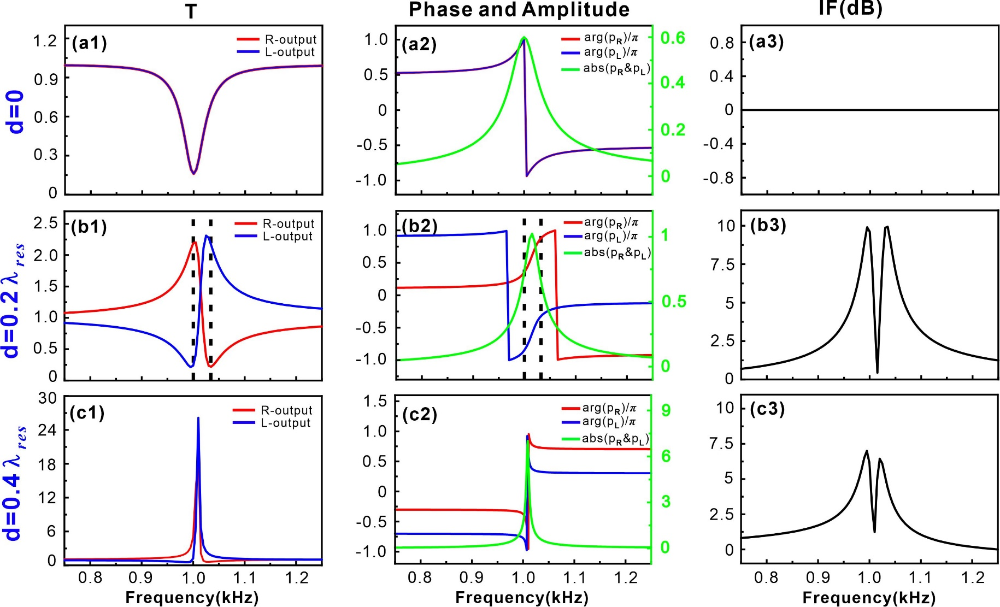 T
Phase and Amplitude
IF(dB)
d=0
(a1)
R-output
L-output
1.2
0.9
0.6
0.3
0
(a2)
arg(pR)/π
arg(pL)/π
abs(pR&pL)
1.0
0.5
0
-0.5
-1.0
0.6
0.4
0.2
0
(a3)
0.8
0.4
0
-0.4
-0.8
d=0.2 λ res
(b1)
R-output
L-output
2.5
2.0
1.5
1.0
0.5
0
(b2)
arg(pR)/π
arg(pL)/π
abs(pR&pL)
1.0
0.5
0
-0.5
-1.0
1
0.5
0
(b3)
10
7.5
5
2.5
0
d=0.4 λ res
(c1)
R-output
L-output
30
24
18
12
6
0
0.8 0.9 1.0 1.1 1.2
Frequency(kHz)
(c2)
arg(pR)/π
arg(pL)/π
abs(pR&pL)
1.5
1.0
0.5
0
-0.5
-1.0
9
6
3
0
0.8 0.9 1.0 1.1 1.2
Frequency(kHz)
(c3)
10
7.5
5
2.5
0
0.8 0.9 1.0 1.1 1.2
Frequency(kHz)